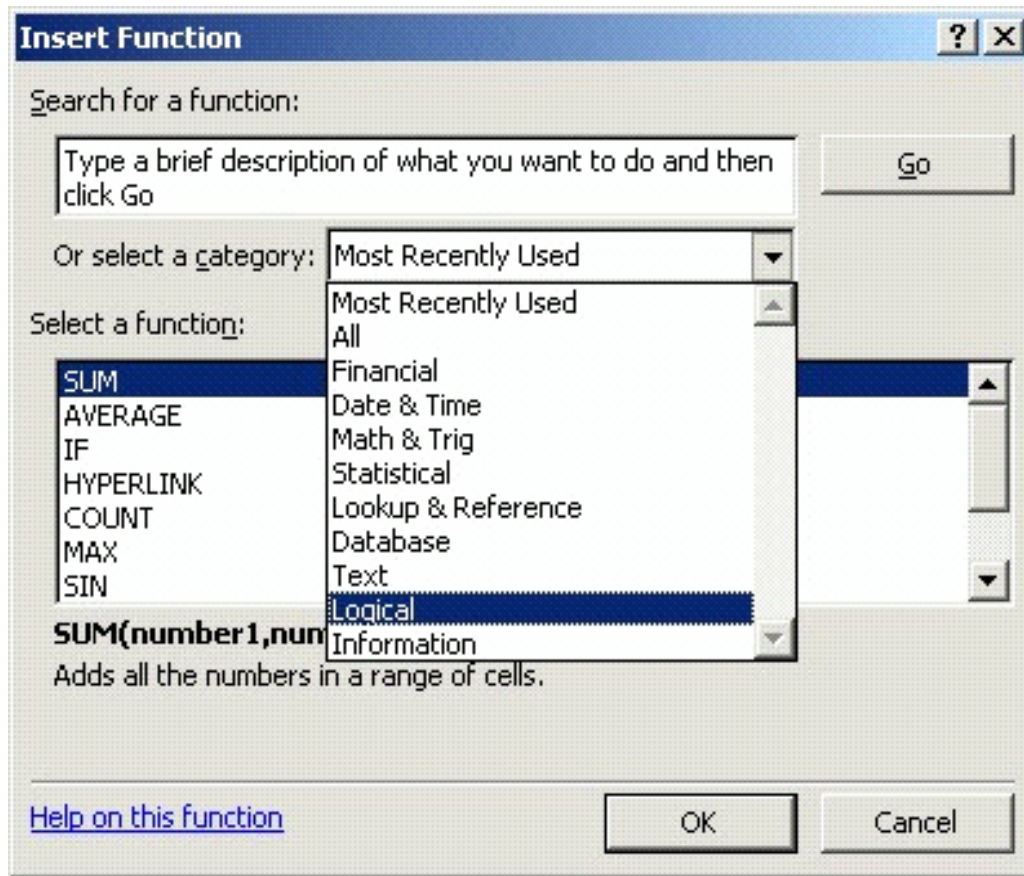 Insert Function
Search for a function:
Type a brief description of what you want to do and then
click Go
Go
Or select a category:
Most Recently Used
Most Recently Used
All
Financial
Date & Time
Math & Trig
Statistical
Lookup & Reference
Database
Text
Logical
Information
Select a function:
SUM
AVERAGE
IF
HYPERLINK
COUNT
MAX
SIN
SUM(number1,num
Adds all the numbers in a range of cells.
Help on this function
OK
Cancel